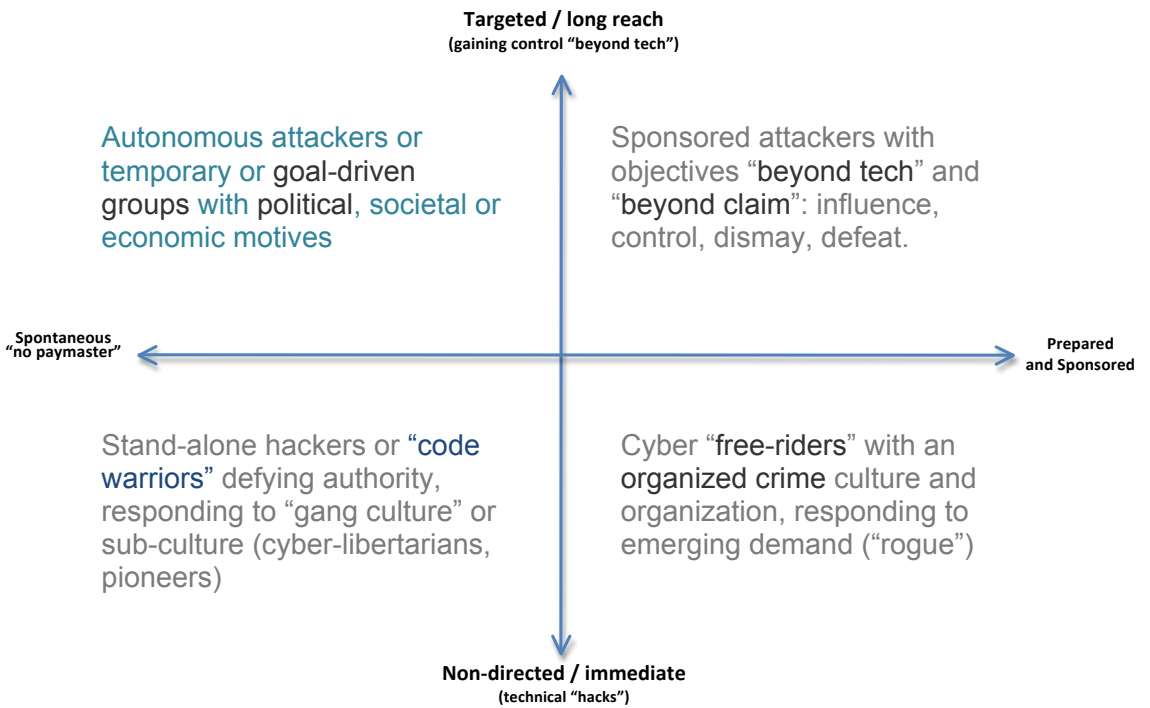 Targeted / long reach
(gaining control “beyond tech”)
Autonomous attackers or
temporary or goal-driven
groups with political, societal or
economic motives
Sponsored attackers with
objectives “beyond tech” and
“beyond claim”: influence,
control, dismay, defeat.
Spontaneous
“no paymaster”
Prepared
and Sponsored
Stand-alone hackers or “code
warriors” defying authority,
responding to “gang culture” or
sub-culture (cyber-libertarians,
pioneers)
Cyber “free-riders” with an
organized crime culture and
organization, responding to
emerging demand (“rogue”)
Non-directed / immediate
(technical “hacks”)